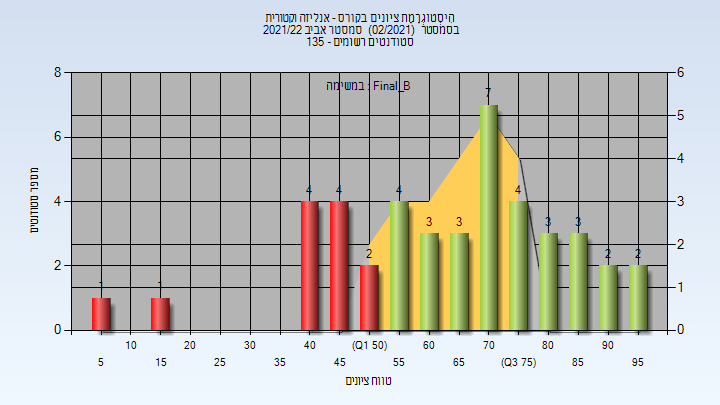 היסטוגרמת ציונים בקורס - אנליזה וקטורית
בסמסטר (02/2021) סמסטר אביב 2021/22
סטודנטים רשומים - 135
במשימה : Final_B
8 6 4 2 0
מספר סטודנטים
6 5 4 3 2 1 0
1 1 4 4 2 4 3 3 7 4 3 3 2 2
10 20 30 40 (Q1 50) 60 70 80 90
5 15 25 35 45 55 65 (Q3 75) 85 95
טווח ציונים